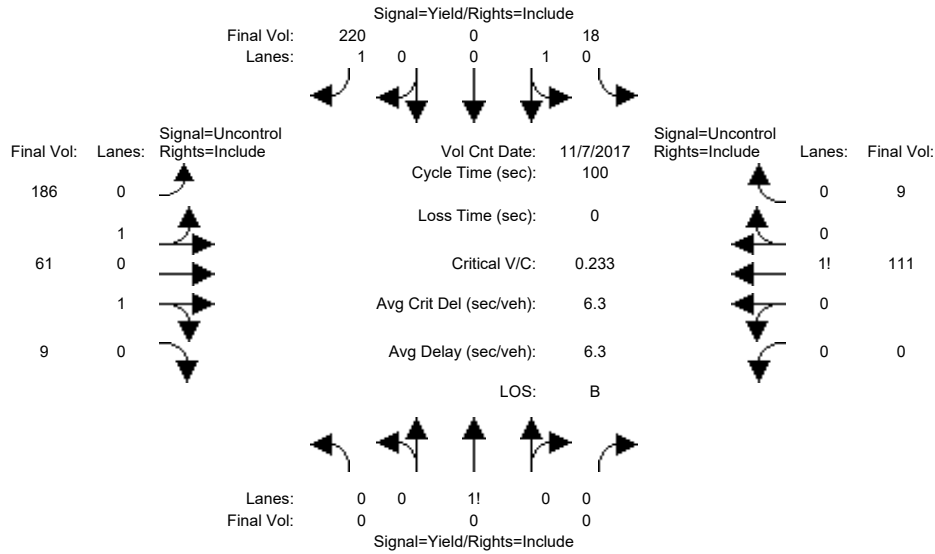 Signal=Yield/Rights=Include
Final Vol: 220 0 18
Lanes: 1 0 0 1 0
Signal=Uncontrol
Final Vol: Lanes: Rights=Include
Vol Cnt Date: 11/7/2017
Signal=Uncontrol
Rights=Include Lanes: Final Vol:
Cycle Time (sec): 100
186 0
0 9
Loss Time (sec): 0
1
0
61 0
Critical V/C: 0.233
1! 111
1
Avg Crit Del (sec/veh): 6.3
0
9 0
Avg Delay (sec/veh): 6.3
0 0
LOS: B
Lanes: 0 0 1! 0 0
Final Vol: 0 0 0
Signal=Yield/Rights=Include